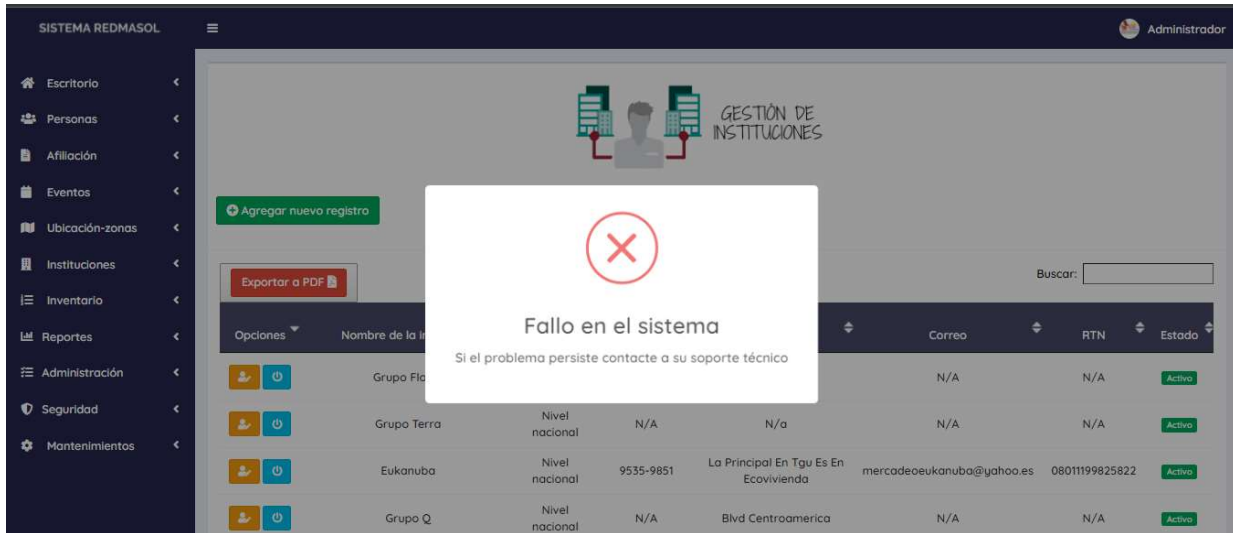 SISTEMA REDMASOL
Administrador
Escritorio
Personas
Afiliación
Eventos
Ubicación-zonas
Instituciones
Inventario
Reportes
Administración
Seguridad
Mantenimientos
GESTIÓN DE
INSTITUCIONES
Agregar nuevo registro
Exportar a PDF
Buscar:
Fallo en el sistema
Si el problema persiste contacte a su soporte técnico
Opciones Nombre de la Correo RTN Estado
Grupo N/A N/A Activo
Grupo Terra Nivel nacional N/A N/a N/A N/A Activo
Eukanuba Nivel nacional 9535-9851 La Principal En Tgu Es En Ecovivienda mercadeoeukanuba@yahoo.es 08011199825822 Activo
Grupo Q Nivel nacional N/A Blvd Centroamerica N/A N/A Activo